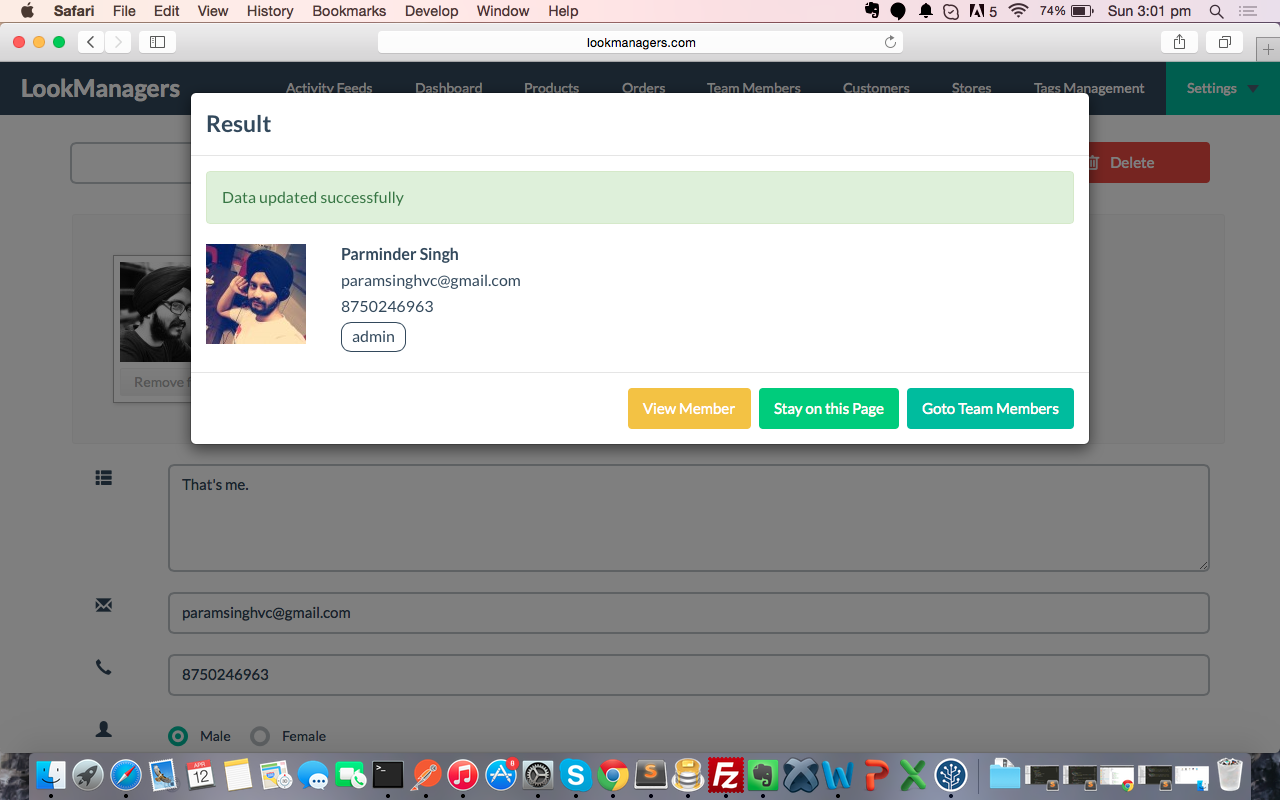 Safari File Edit View History Bookmarks Develop Window Help 5 74% Sun 3:01 pm
lookmanagers.com
LookManagers Activity Feeds Dashboard Products Orders Team Members Customers Stores Tags Management Settings
Result
Delete
Data updated successfully
Parminder Singh
paramsinghvc@gmail.com
8750246963
admin
Remove
View Member Stay on this Page Goto Team Members
That's me.
paramsinghvc@gmail.com
8750246963
Male Female
APR
12
8